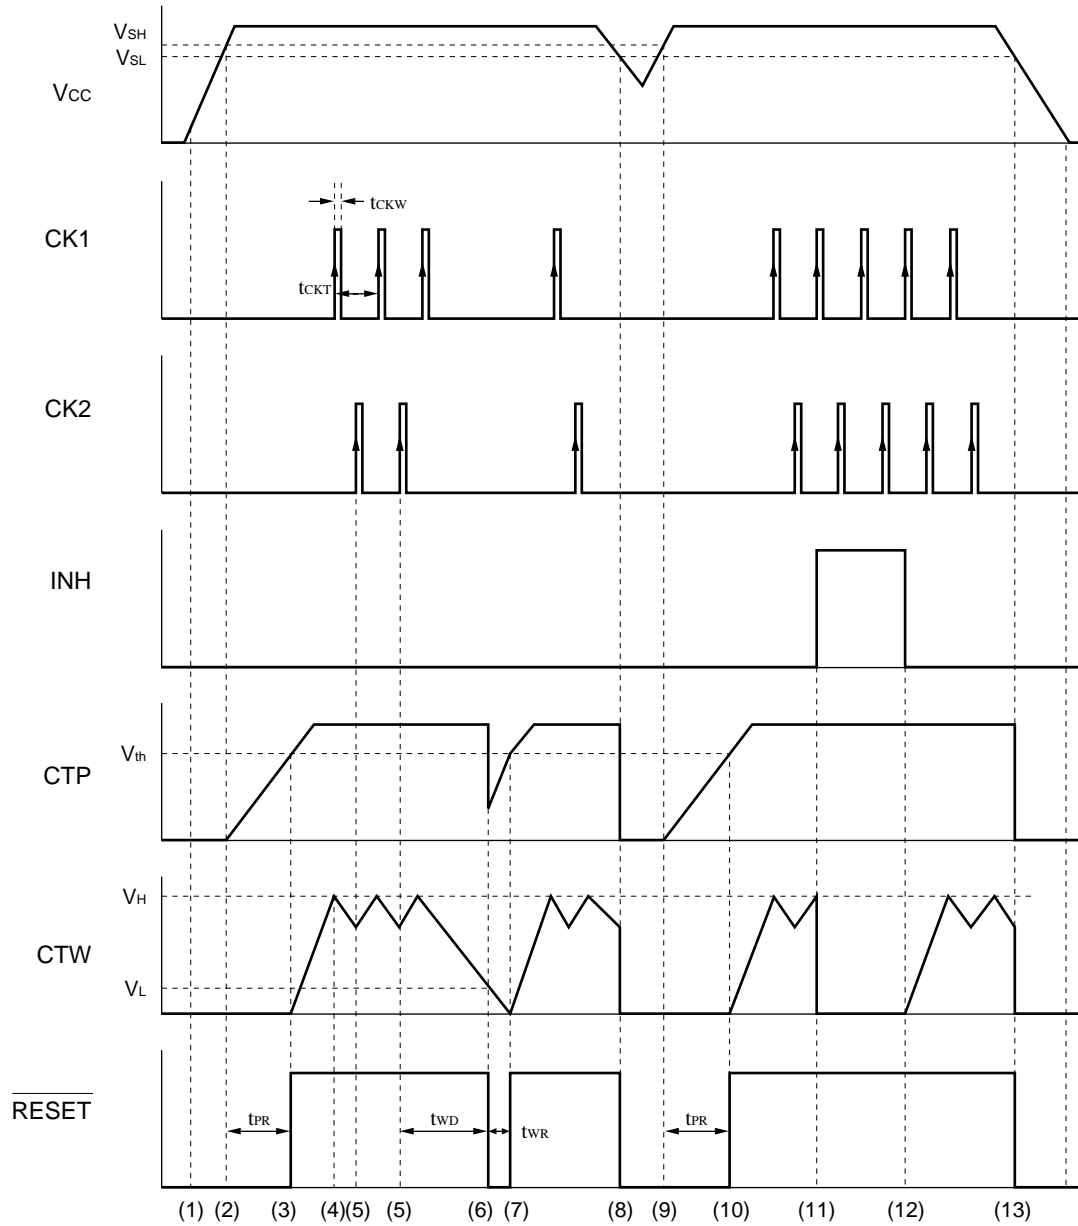 VSH
VSL
VCC
tCKW
CK1
tCKT
CK2
INH
Vth
CTP
VH
CTW
VL
RESET
tPR
tWD
tWR
tPR
(1) (2) (3) (4) (5) (5) (6) (7) (8) (9) (10) (11) (12) (13)